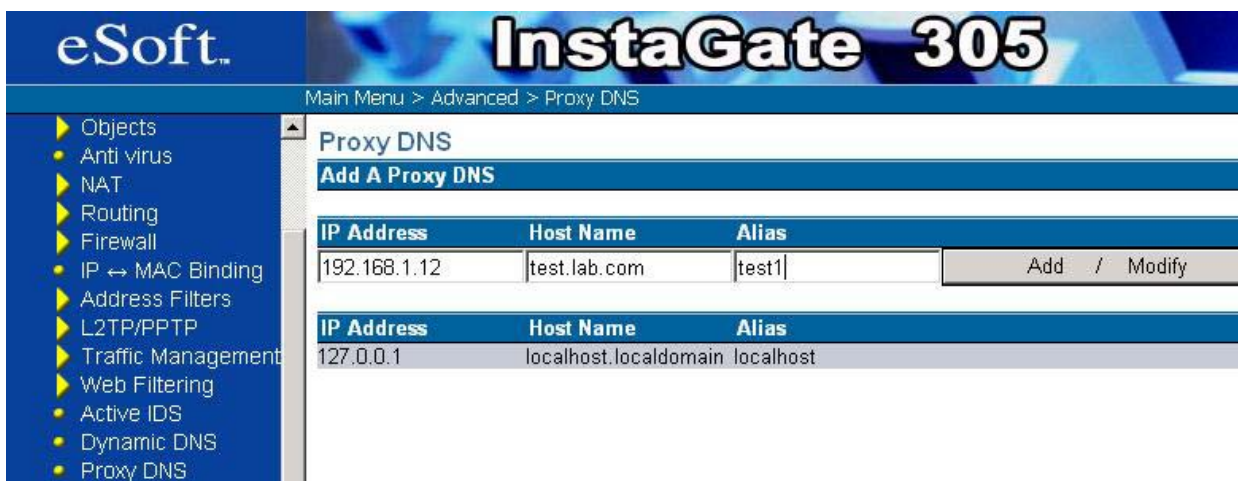 eSoft™
InstaGate 305
Main Menu > Advanced > Proxy DNS
Objects
Anti virus
NAT
Routing
Firewall
IP ↔ MAC Binding
Address Filters
L2TP/PPTP
Traffic Management
Web Filtering
Active IDS
Dynamic DNS
Proxy DNS
Proxy DNS
Add A Proxy DNS
IP Address Host Name Alias
192.168.1.12 test.lab.com test1 Add / Modify
IP Address Host Name Alias
127.0.0.1 localhost.localdomain localhost